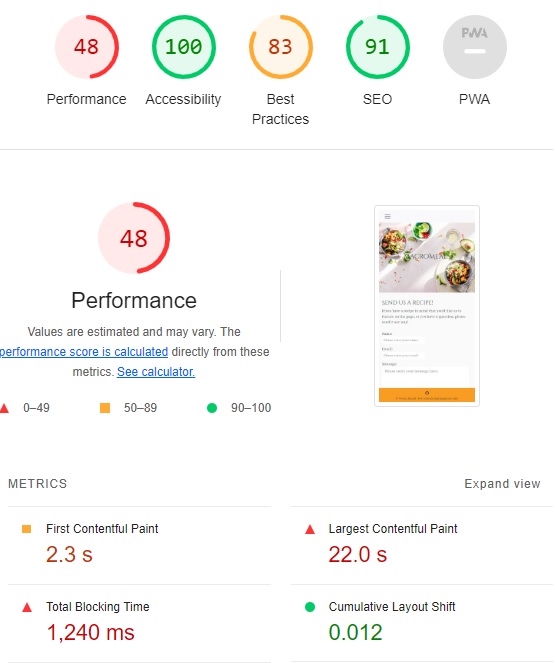 48
100
83
91
PWA
Performance
Accessibility
Best
Practices
SEO
PWA
48
Performance
Values are estimated and may vary. The
performance score is calculated directly from these
metrics. See calculator.
0–49
50–89
90–100
SEND US A RECIPE!
METRICS
Expand view
First Contentful Paint
2.3 s
Largest Contentful Paint
22.0 s
Total Blocking Time
1,240 ms
Cumulative Layout Shift
0.012